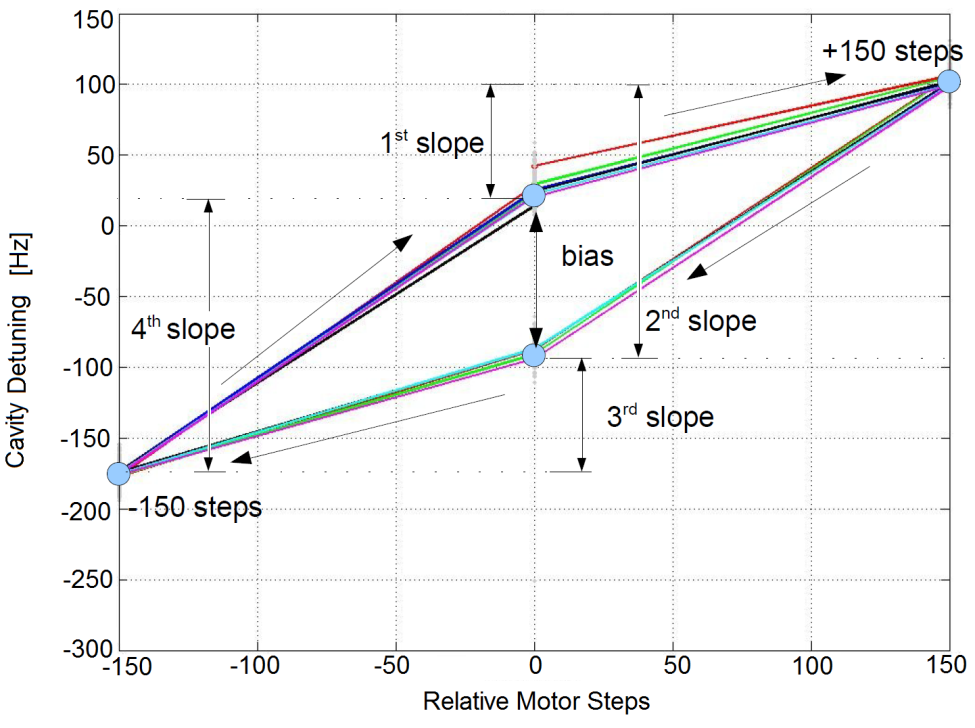 150
100
50
0
-50
-100
-150
-200
-250
-300
Cavity Detuning [Hz]
+150 steps
1st slope
bias
4th slope
2nd slope
3rd slope
-150 steps
-150
-100
-50
0
50
100
150
Relative Motor Steps